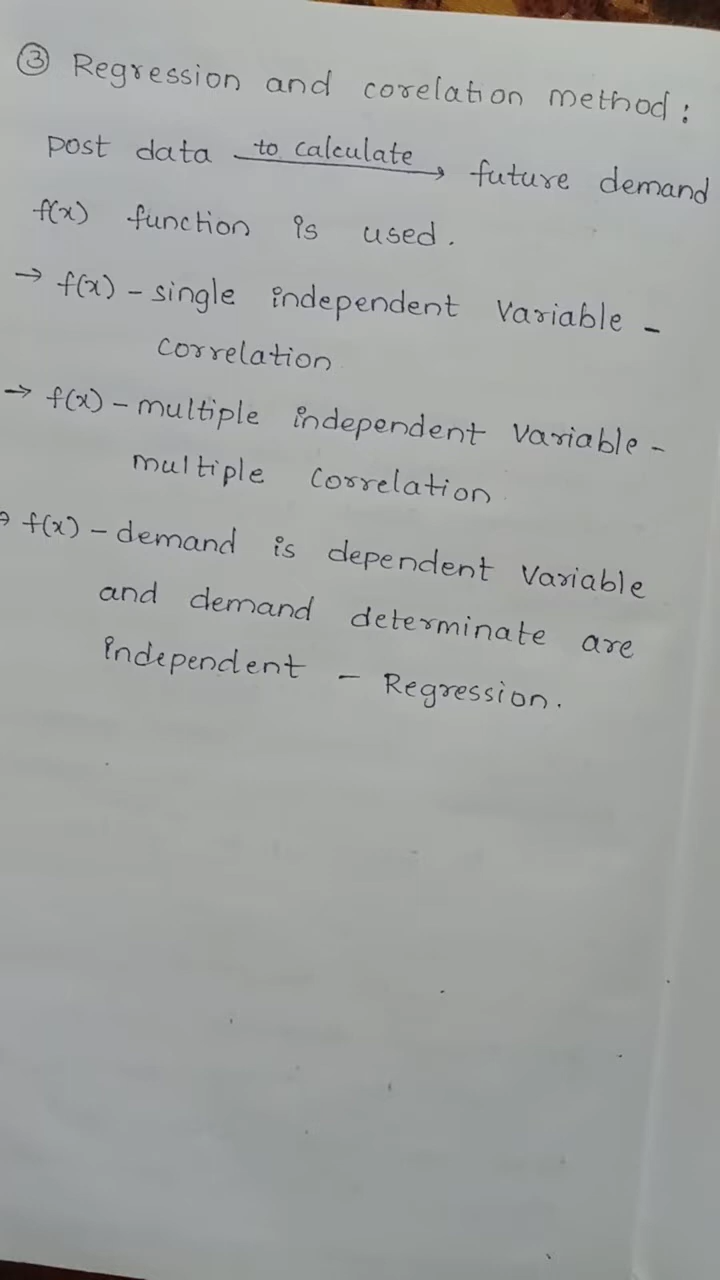 ③ Regression and corelation method :
post data to calculate → future demand
f(x) function is used.
→ f(x) - single independent variable -
correlation
→ f(x) - multiple independent variable -
multiple correlation
→ f(x) - demand is dependent variable
and demand determinate are
independent - Regression.